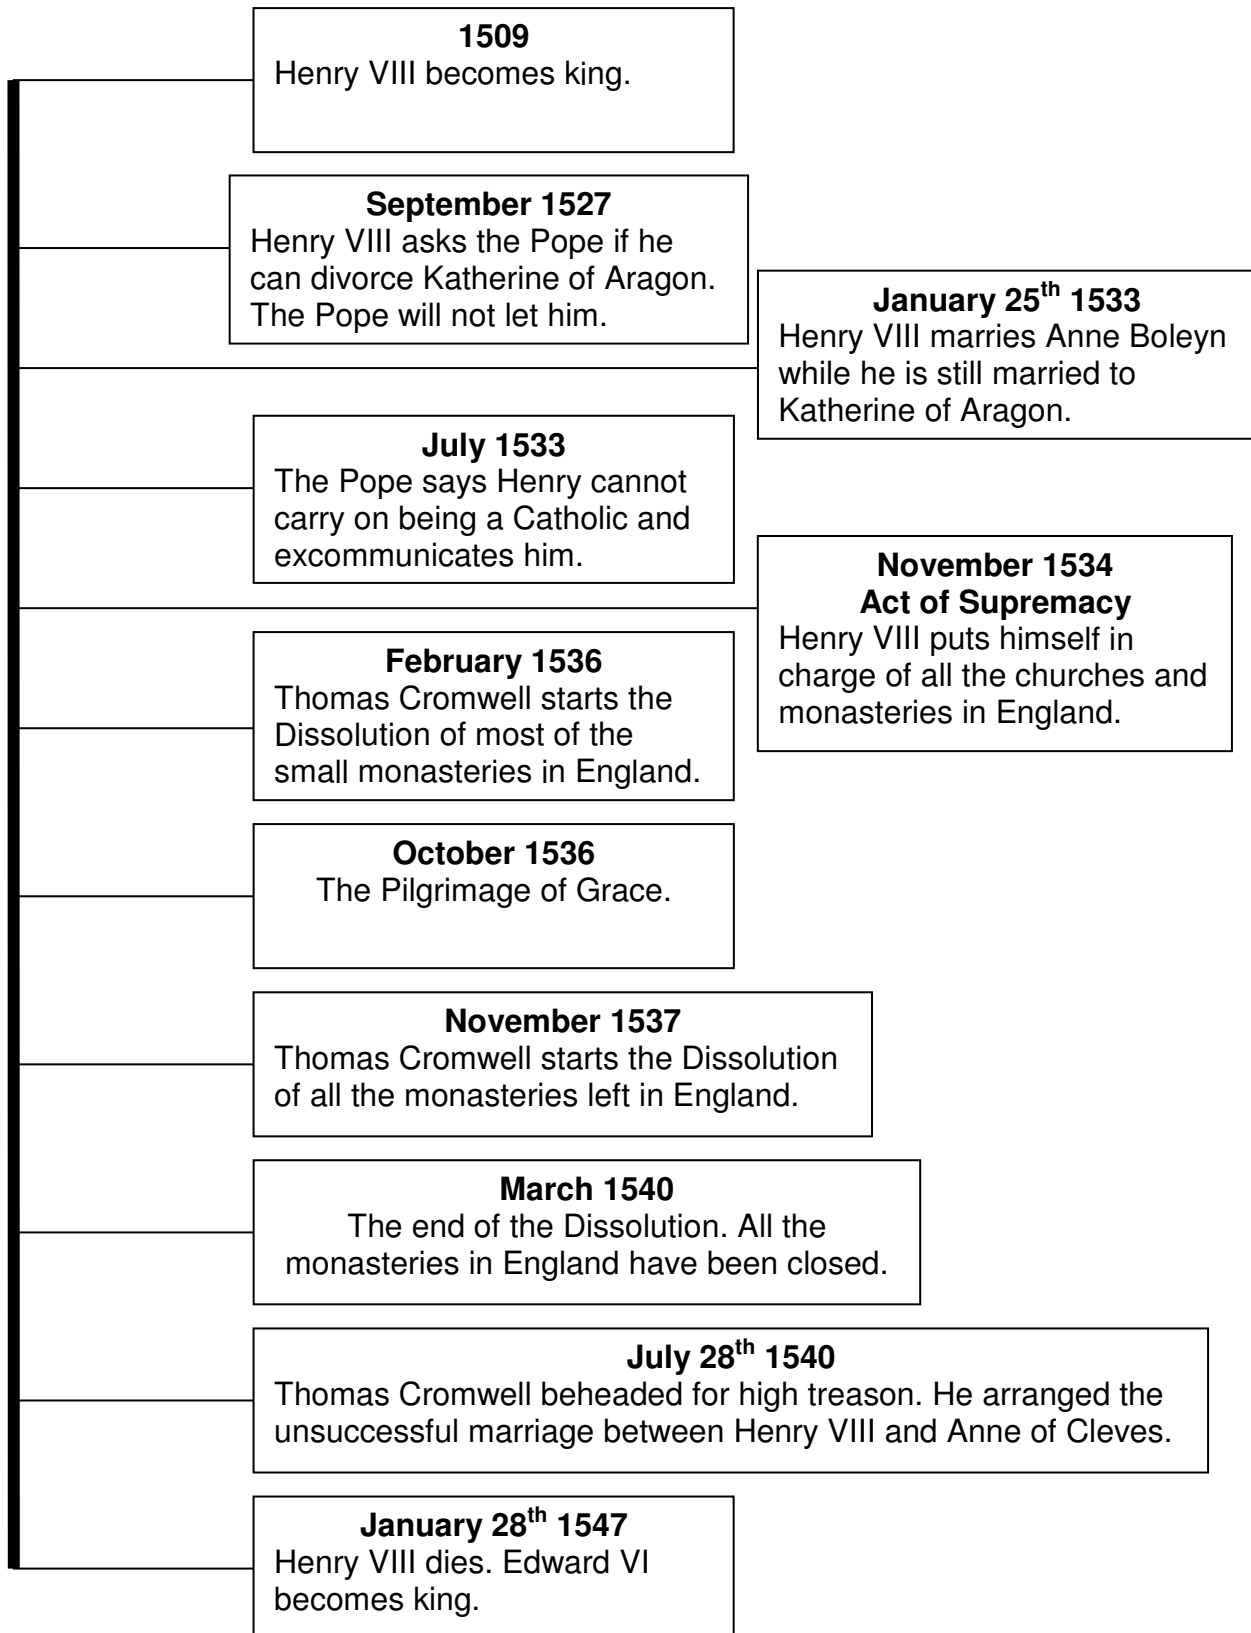 1509
Henry VIII becomes king.
September 1527
Henry VIII asks the Pope if he
can divorce Katherine of Aragon.
The Pope will not let him.
January 25th 1533
Henry VIII marries Anne Boleyn
while he is still married to
Katherine of Aragon.
July 1533
The Pope says Henry cannot
carry on being a Catholic and
excommunicates him.
November 1534
Act of Supremacy
Henry VIII puts himself in
charge of all the churches and
monasteries in England.
February 1536
Thomas Cromwell starts the
Dissolution of most of the
small monasteries in England.
October 1536
The Pilgrimage of Grace.
November 1537
Thomas Cromwell starts the Dissolution
of all the monasteries left in England.
March 1540
The end of the Dissolution. All the
monasteries in England have been closed.
July 28th 1540
Thomas Cromwell beheaded for high treason. He arranged the
unsuccessful marriage between Henry VIII and Anne of Cleves.
January 28th 1547
Henry VIII dies. Edward VI
becomes king.